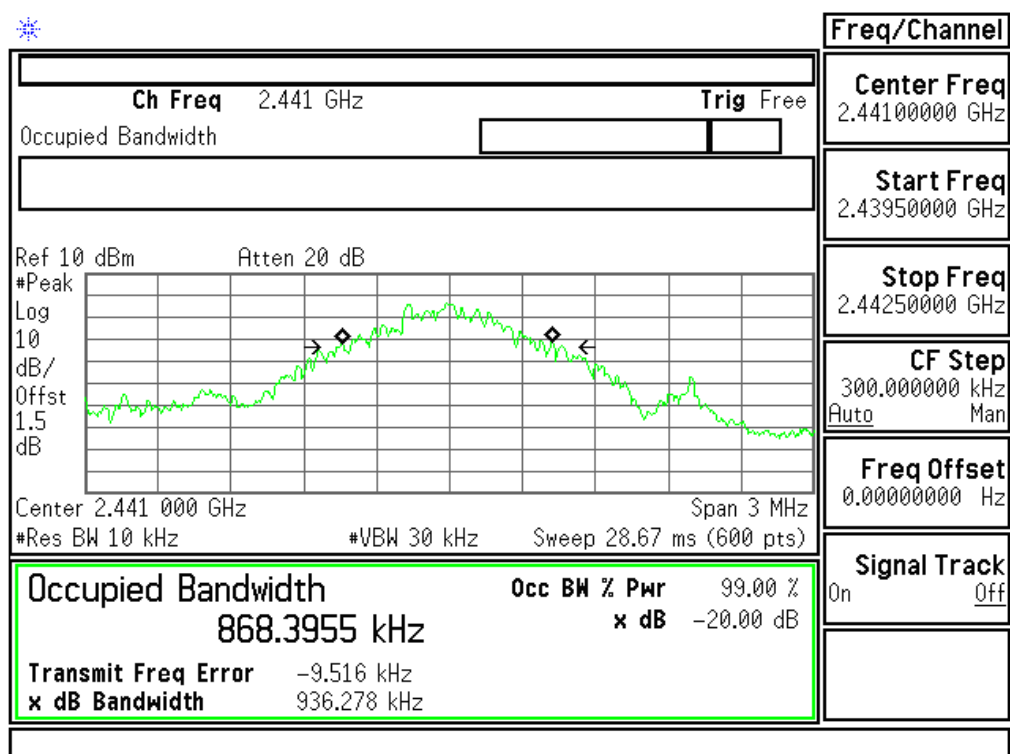 Freq/Channel
Ch Freq 2.441 GHz Trig Free
Occupied Bandwidth
Ref 10 dBm Atten 20 dB
#Peak
Log
10
dB/
Offst
1.5
dB
Center 2.441 000 GHz Span 3 MHz
#Res BW 10 kHz #VBW 30 kHz Sweep 28.67 ms (600 pts)
Occupied Bandwidth
868.3955 kHz
Occ BW % Pwr 99.00 %
x dB -20.00 dB
Transmit Freq Error -9.516 kHz
x dB Bandwidth 936.278 kHz
Center Freq
2.44100000 GHz
Start Freq
2.43950000 GHz
Stop Freq
2.44250000 GHz
CF Step
300.000000 kHz
Auto Man
Freq Offset
0.00000000 Hz
Signal Track
On Off